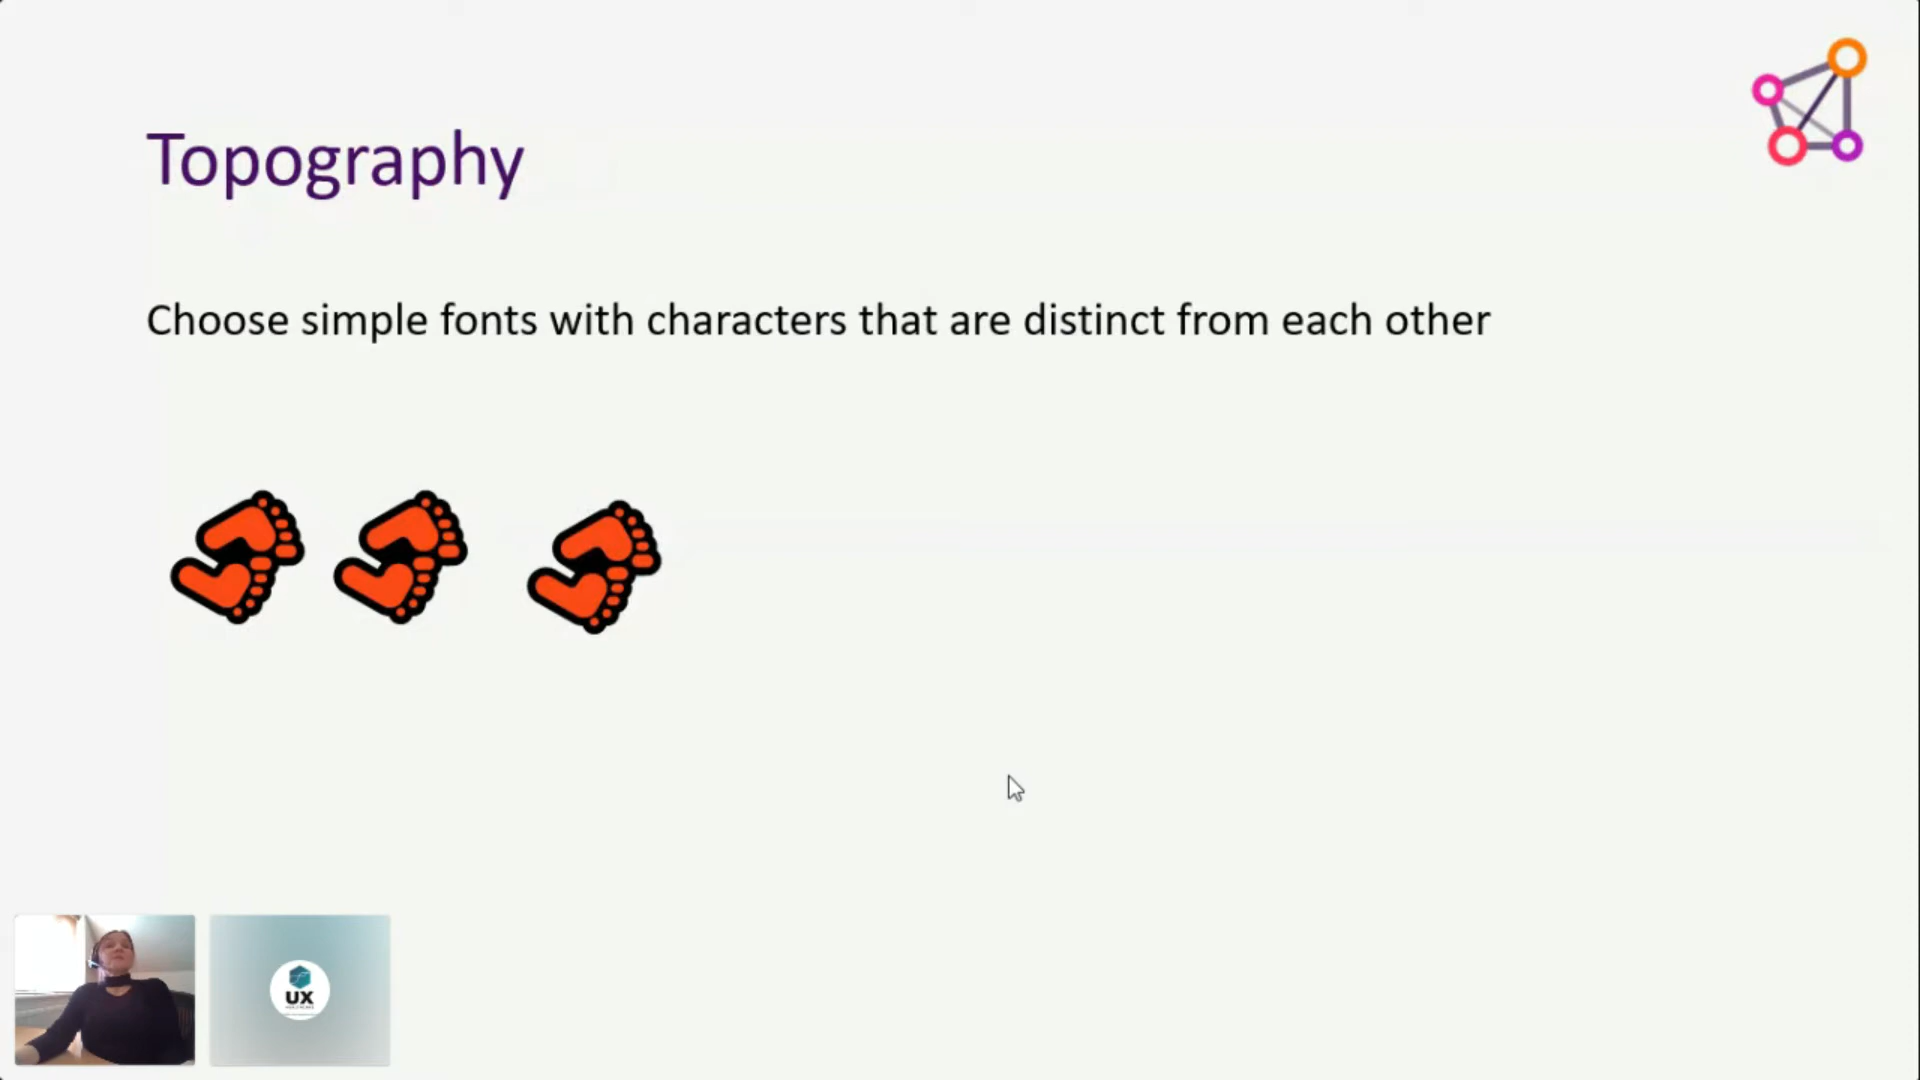 Topography
Choose simple fonts with characters that are distinct from each other
UX